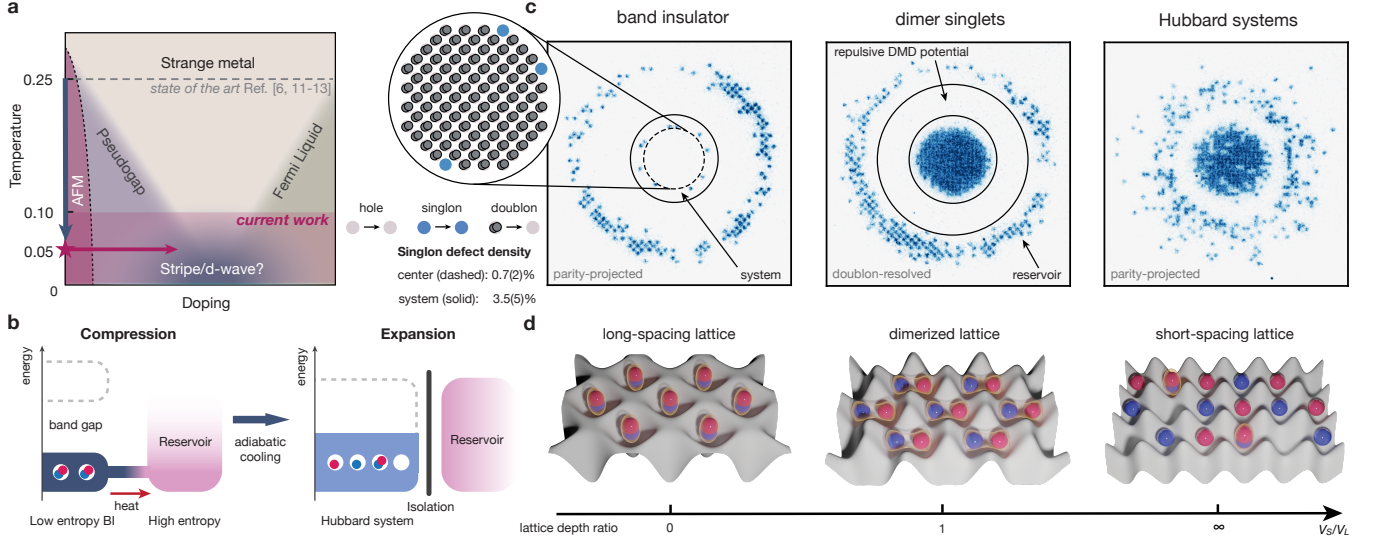 a
Temperature
0.25
0.10
0.05
0
Strange metal
state of the art Ref. [6, 11-13]
Pseudogap
Fermi Liquid
AFM
current work
Stripe/d-wave?
Doping
hole
singlon
doublon
Singlon defect density
center (dashed): 0.7(2)%
system (solid): 3.5(5)%
c
band insulator
parity-projected
system
dimer singlets
repulsive DMD potential
doublon-resolved
reservoir
Hubbard systems
parity-projected
b
Compression
energy
band gap
Reservoir
heat
Low entropy BI
High entropy
adiabatic
cooling
Expansion
energy
Reservoir
Isolation
Hubbard system
d
long-spacing lattice
dimerized lattice
short-spacing lattice
lattice depth ratio
0
1
∞
VS/VL